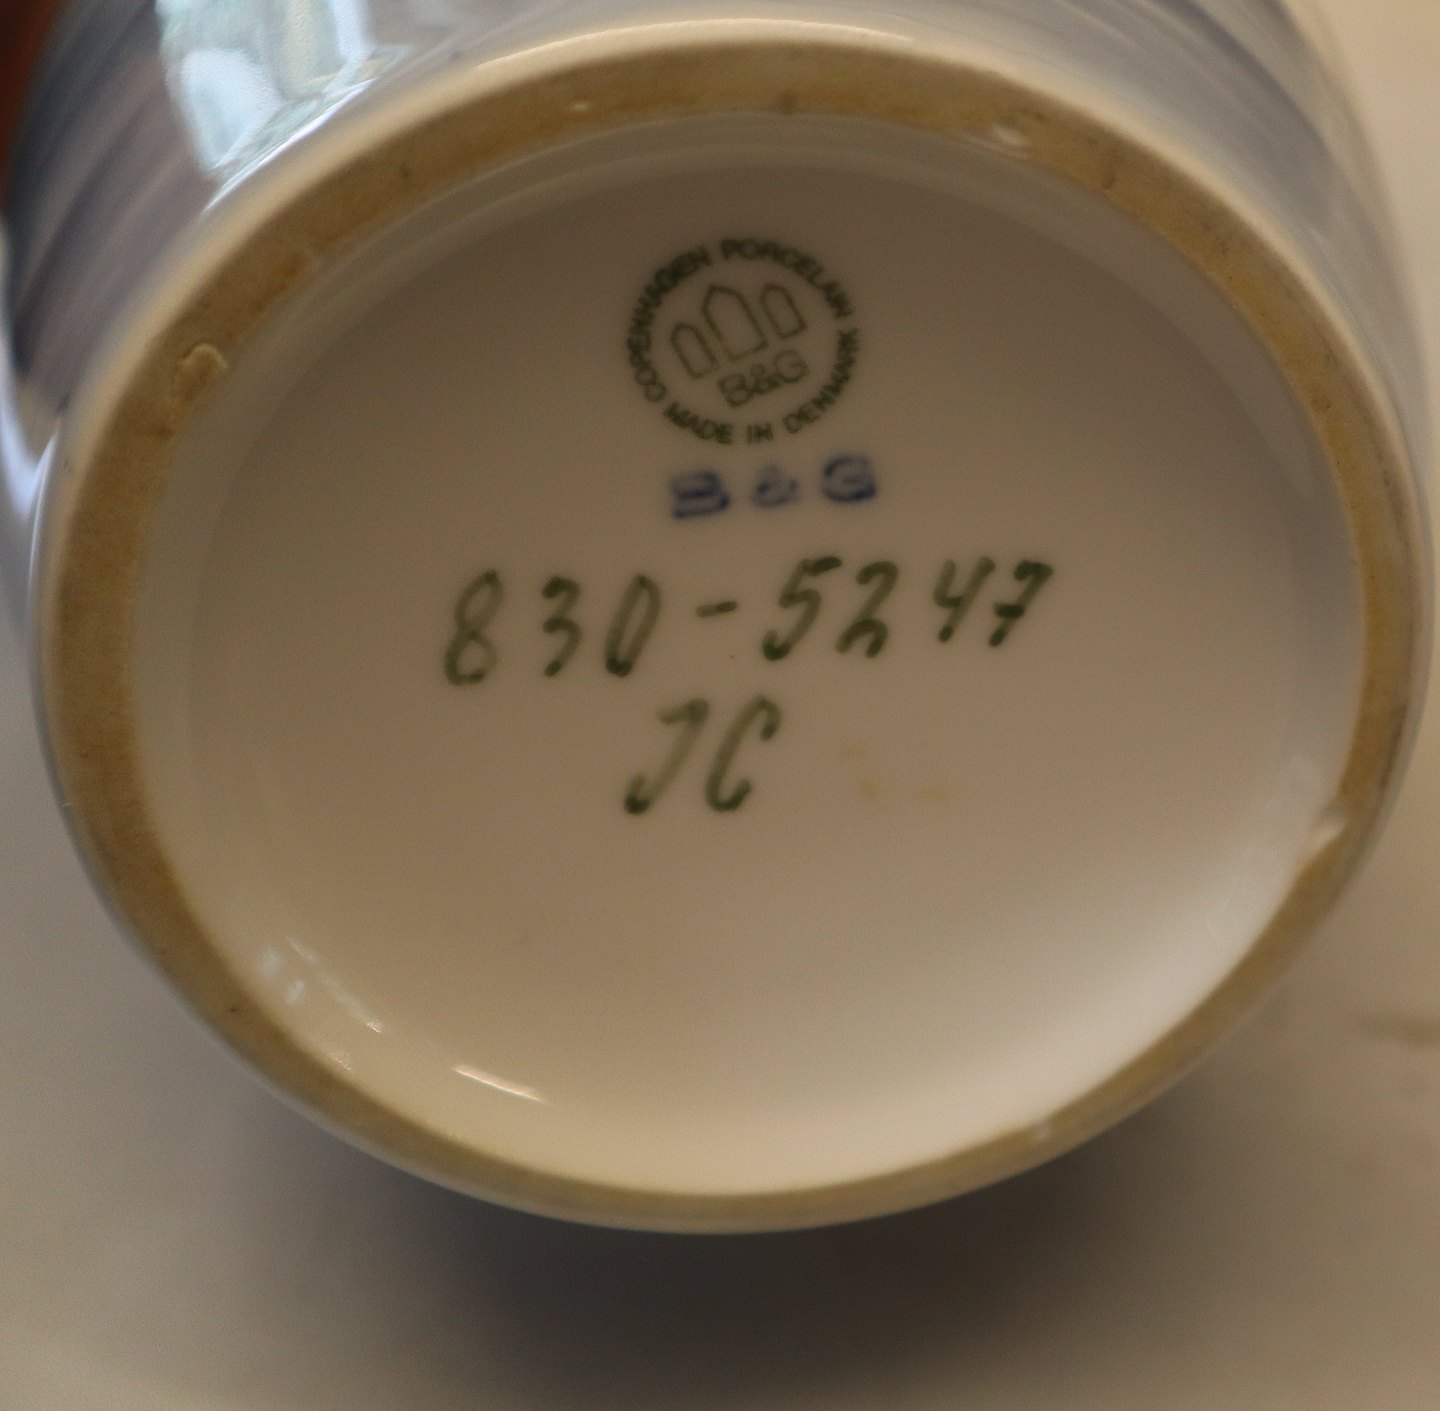 COPENHAGEN PORCELAIN
MADE IN DENMARK
B&G
B & G
830-5247
JC